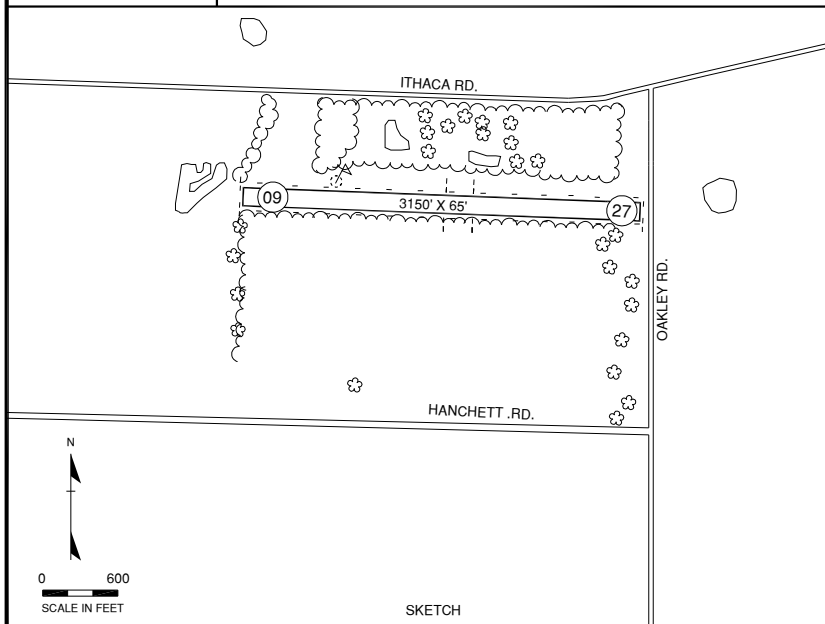 ITHACA RD.
09
3150' X 65'
27
OAKLEY RD.
HANCHETT .RD.
N
0 600
SCALE IN FEET
SKETCH